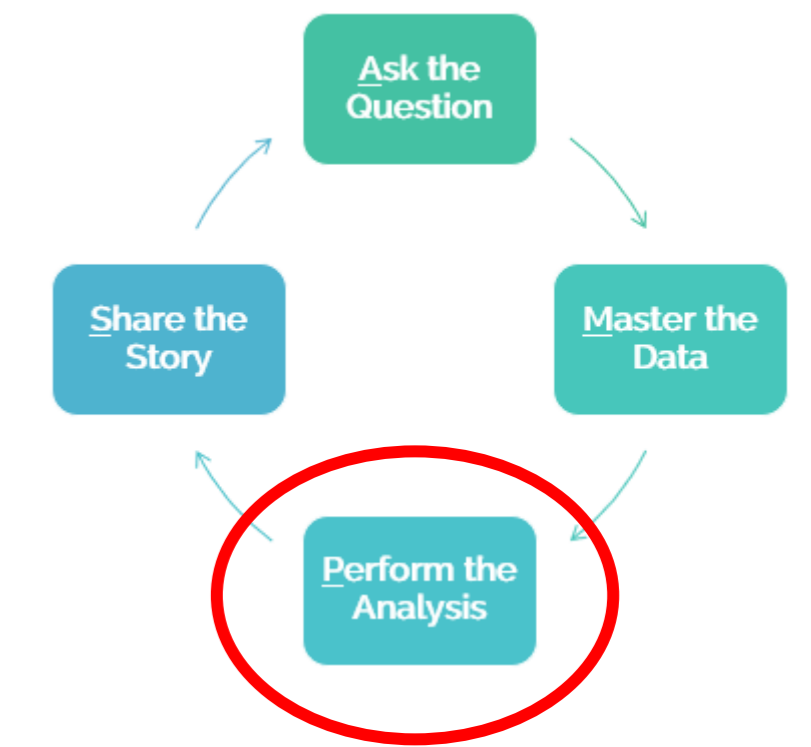 Ask the
Question
Master the
Data
Perform the
Analysis
Share the
Story